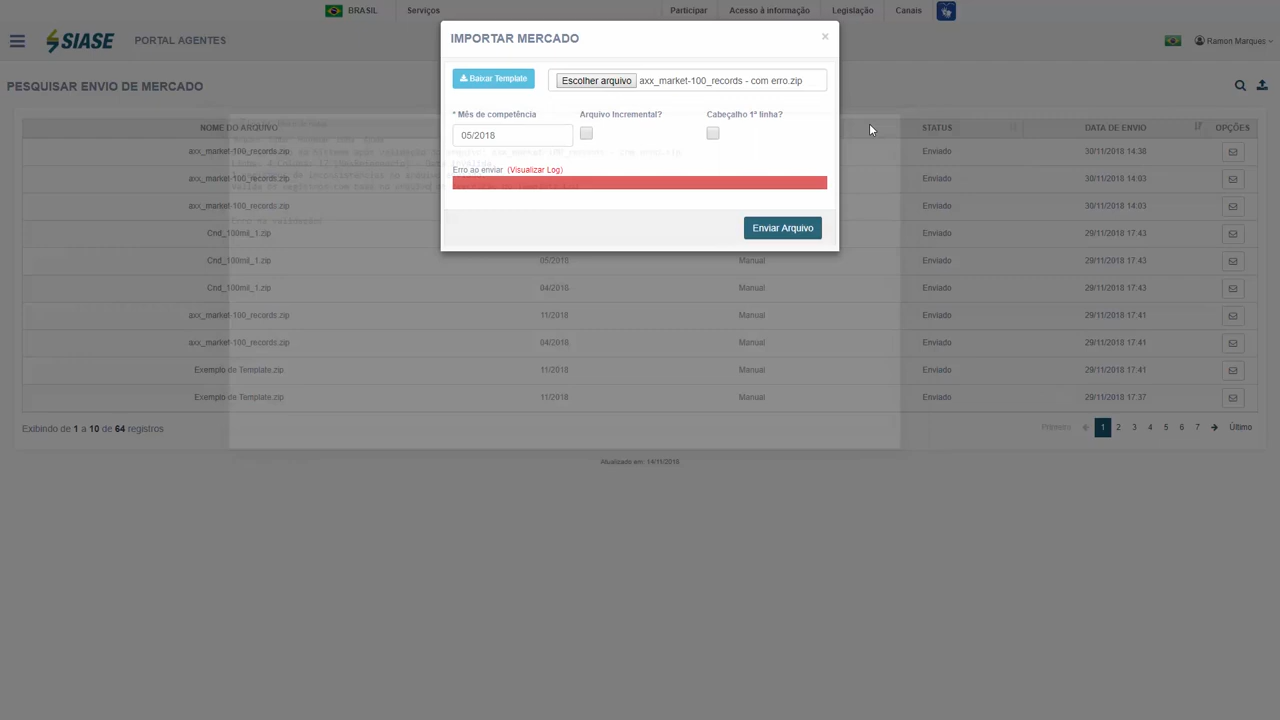 BRASIL Serviços Participar Acesso à informação Legislação Canais
SIASE PORTAL AGENTES Ramon Marques
IMPORTAR MERCADO ×
Baixar Template Escolher arquivo axx_market-100_records - com erro.zip
* Mês de competência Arquivo Incremental? Cabeçalho 1ª linha?
05/2018
Erro ao enviar (Visualizar Log)
Enviar Arquivo
PESQUISAR ENVIO DE MERCADO
NOME DO ARQUIVO STATUS DATA DE ENVIO OPÇÕES
axx_market-100_records.zip Enviado 30/11/2018 14:38
axx_market-100_records.zip Enviado 30/11/2018 14:03
axx_market-100_records.zip Enviado 30/11/2018 14:03
Cnd_100mil_1.zip Enviado 29/11/2018 17:43
Cnd_100mil_1.zip 05/2018 Manual Enviado 29/11/2018 17:43
Cnd_100mil_1.zip 04/2018 Manual Enviado 29/11/2018 17:43
axx_market-100_records.zip 11/2018 Manual Enviado 29/11/2018 17:41
axx_market-100_records.zip 04/2018 Manual Enviado 29/11/2018 17:41
Exemplo de Template.zip 11/2018 Manual Enviado 29/11/2018 17:41
Exemplo de Template.zip 11/2018 Manual Enviado 29/11/2018 17:37
Exibindo de 1 a 10 de 64 registros Primeiro 1 2 3 4 5 6 7 Último
Atualizado em: 14/11/2018